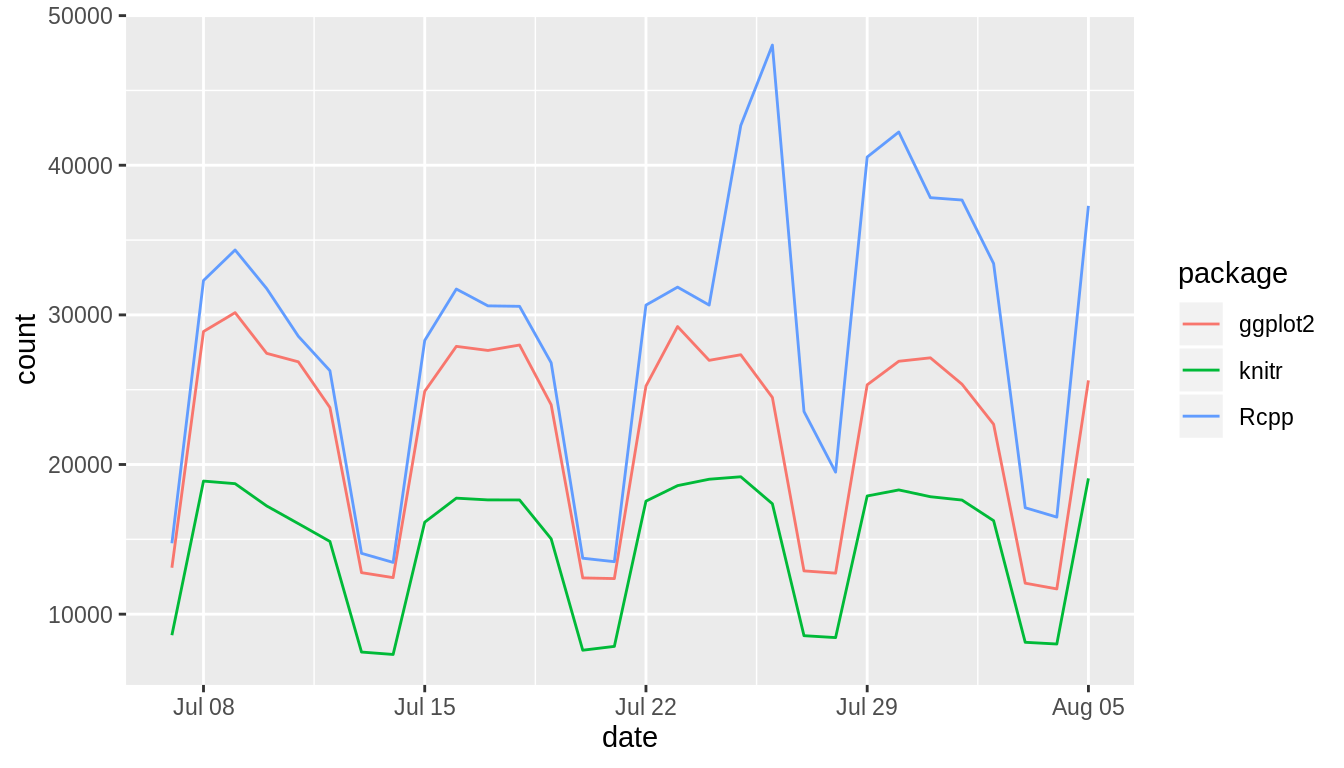 50000
40000
30000
20000
10000
count
Jul 08
Jul 15
Jul 22
Jul 29
Aug 05
date
package
ggplot2
knitr
Rcpp